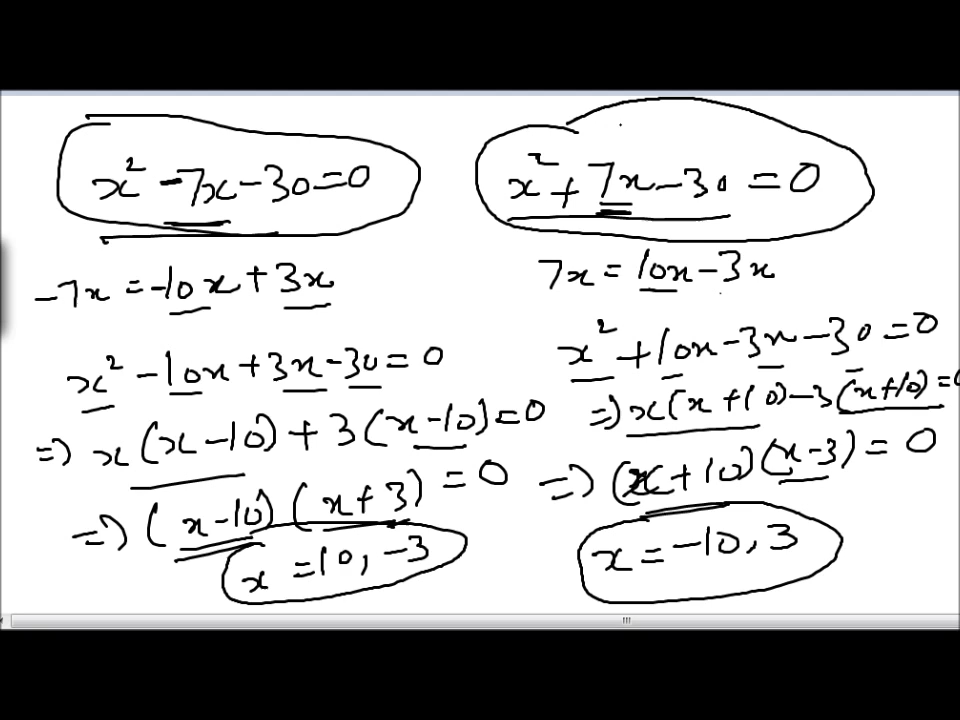 x² - 7x - 30 = 0
-7x = -10x + 3x
x² - 10x + 3x - 30 = 0
=) x(x - 10) + 3(x - 10) = 0
=) (x - 10)(x + 3) = 0
x = 10, -3
x² + 7x - 30 = 0
7x = 10x - 3x
x² + 10x - 3x - 30 = 0
=) x(x + 10) - 3(x + 10) = 0
=) (x + 10)(x - 3) = 0
x = -10, 3